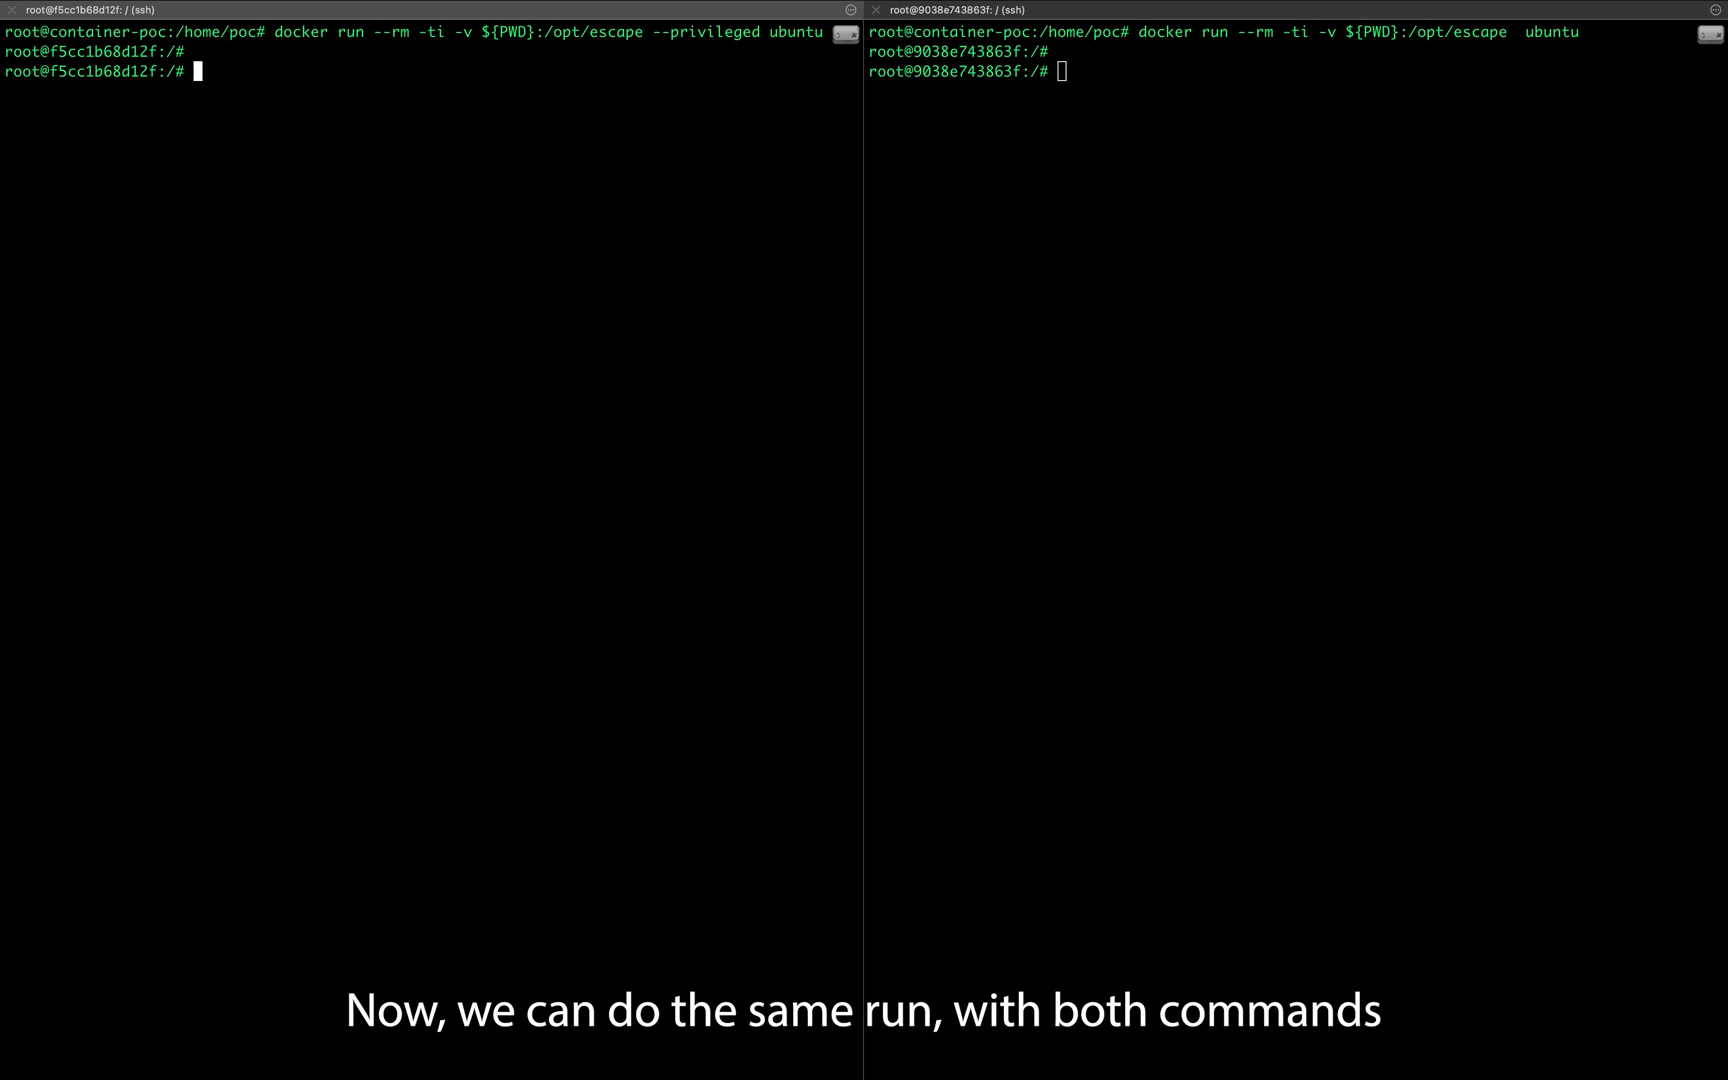 root@f5cc1b68d12f: / (ssh)
root@container-poc:/home/poc# docker run --rm -ti -v ${PWD}:/opt/escape --privileged ubuntu
root@f5cc1b68d12f:/#
root@f5cc1b68d12f:/#
root@9038e743863f: / (ssh)
root@container-poc:/home/poc# docker run --rm -ti -v ${PWD}:/opt/escape  ubuntu
root@9038e743863f:/#
root@9038e743863f:/#
Now, we can do the same run, with both commands